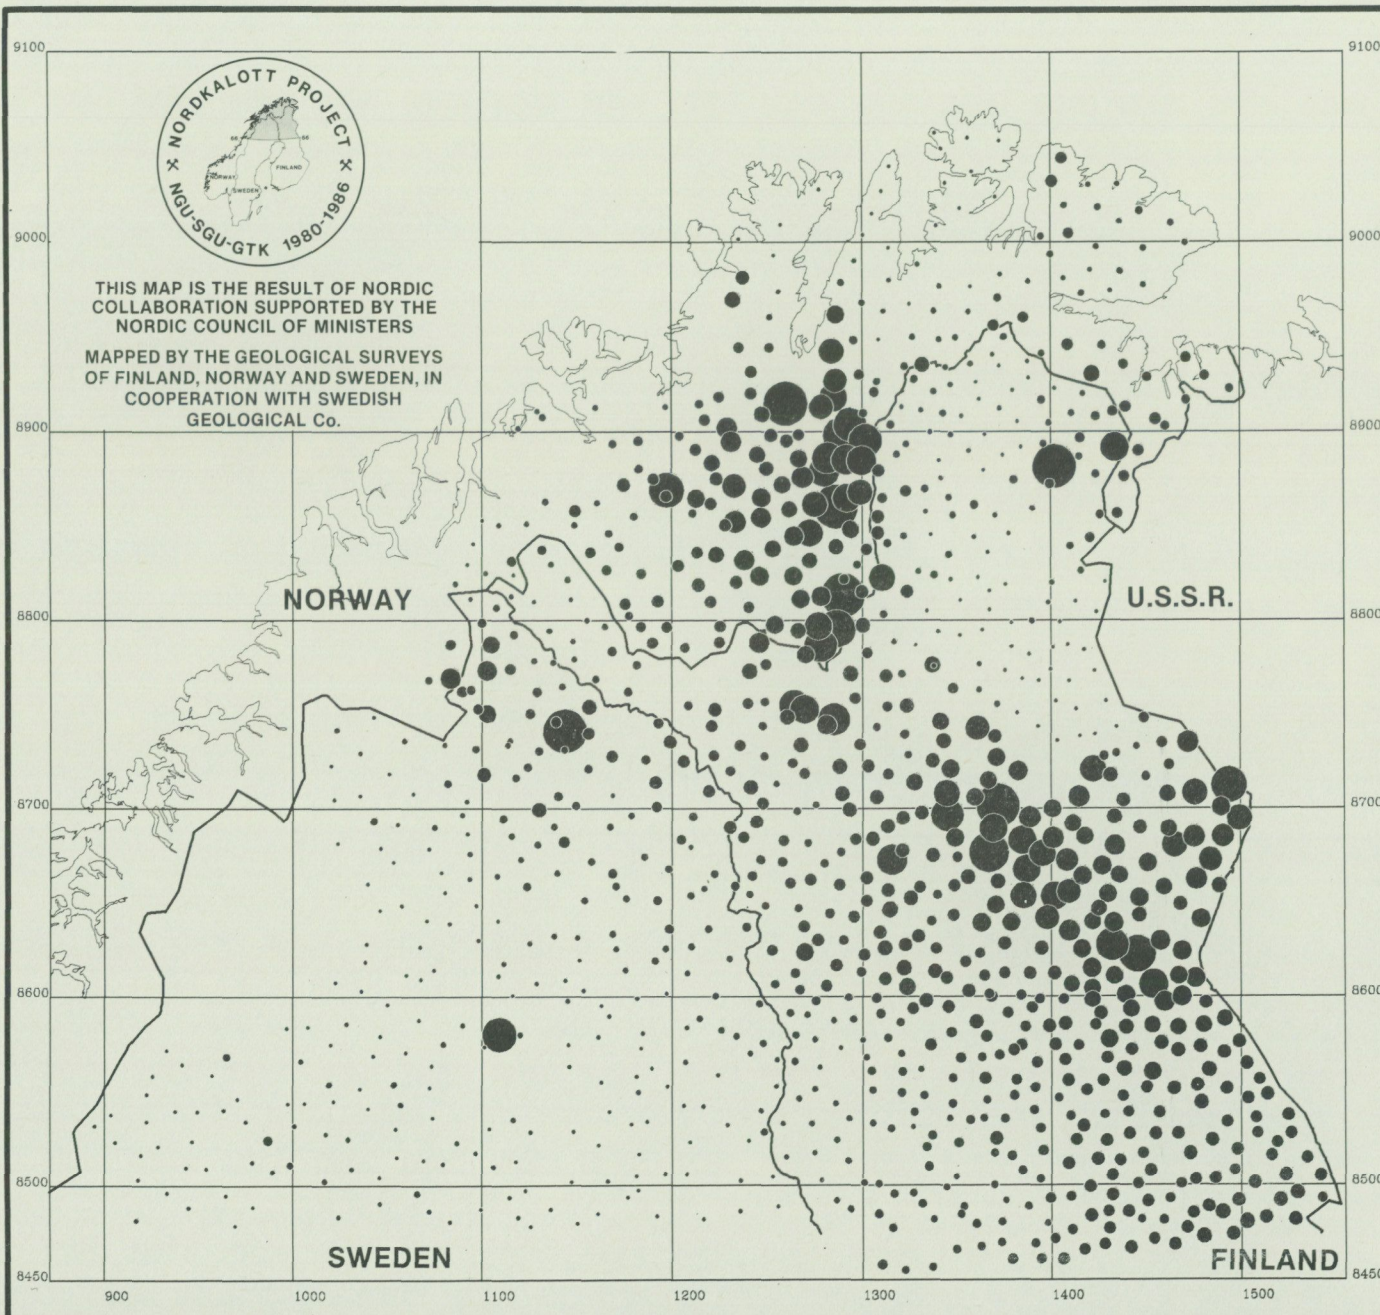 9100
9100
NORDKALOTT PROJECT
NORWAY
SWEDEN
FINLAND
66
66
NGU-SGU-GTK 1980-1986
9000
9000
THIS MAP IS THE RESULT OF NORDIC
COLLABORATION SUPPORTED BY THE
NORDIC COUNCIL OF MINISTERS
MAPPED BY THE GEOLOGICAL SURVEYS
OF FINLAND, NORWAY AND SWEDEN, IN
COOPERATION WITH SWEDISH
GEOLOGICAL Co.
8900
8900
NORWAY
U.S.S.R.
8800
8800
8700
8700
8600
8600
8500
8500
SWEDEN
FINLAND
8450
8450
900
1000
1100
1200
1300
1400
1500